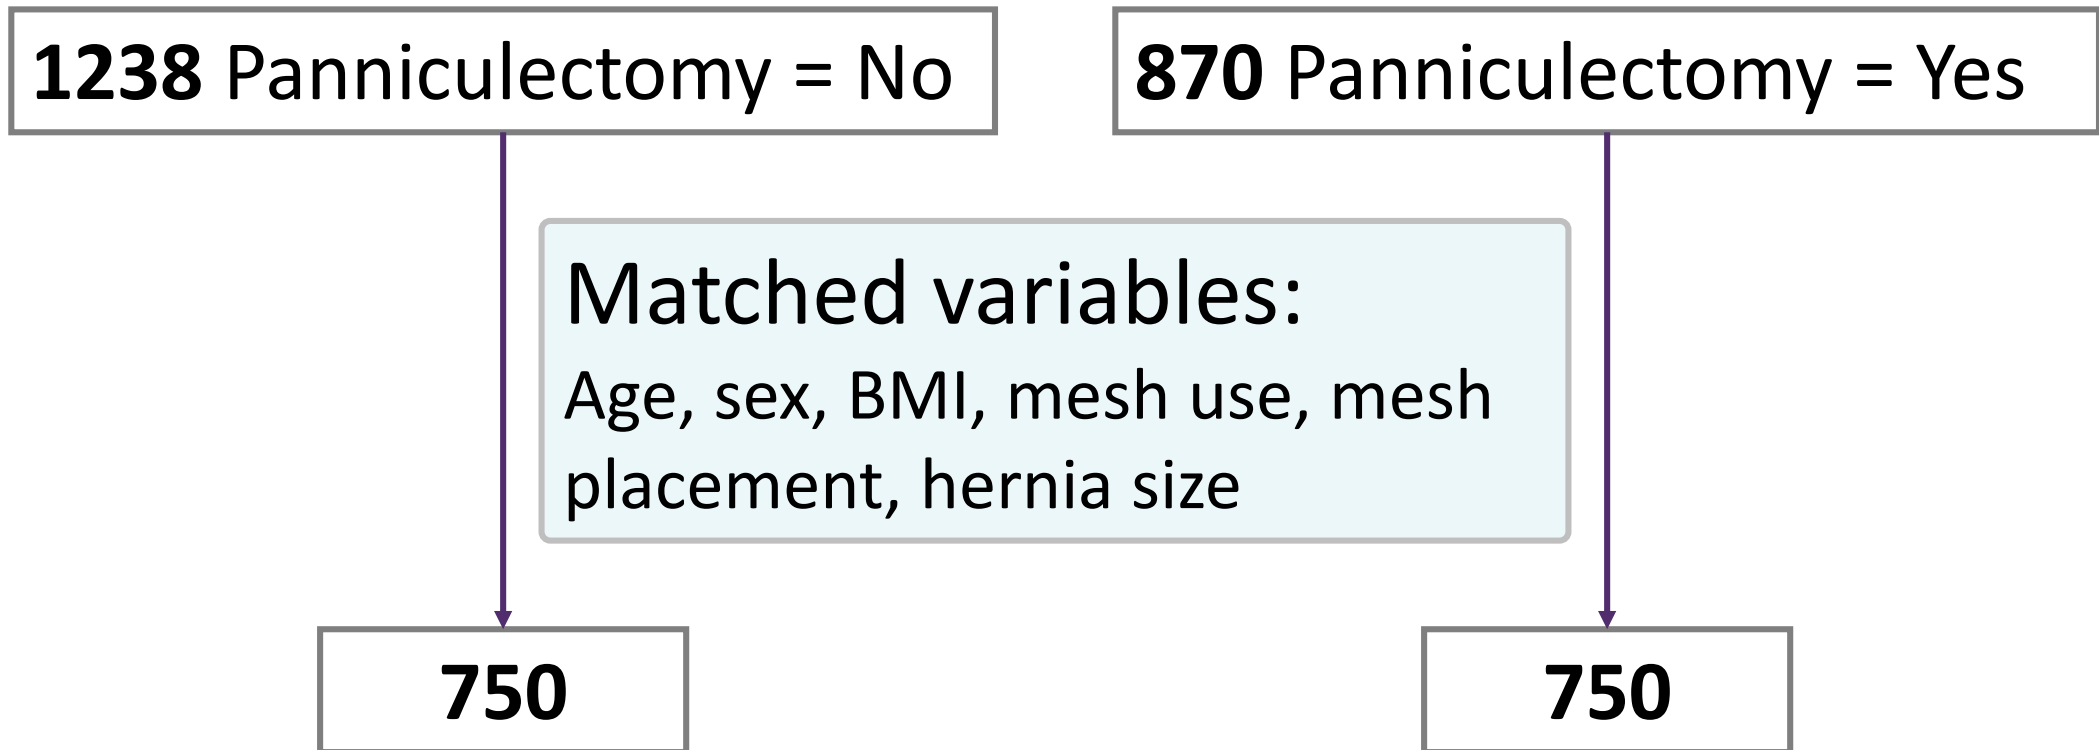 1238 Panniculectomy = No
870 Panniculectomy = Yes
Matched variables:
Age, sex, BMI, mesh use, mesh
placement, hernia size
750
750